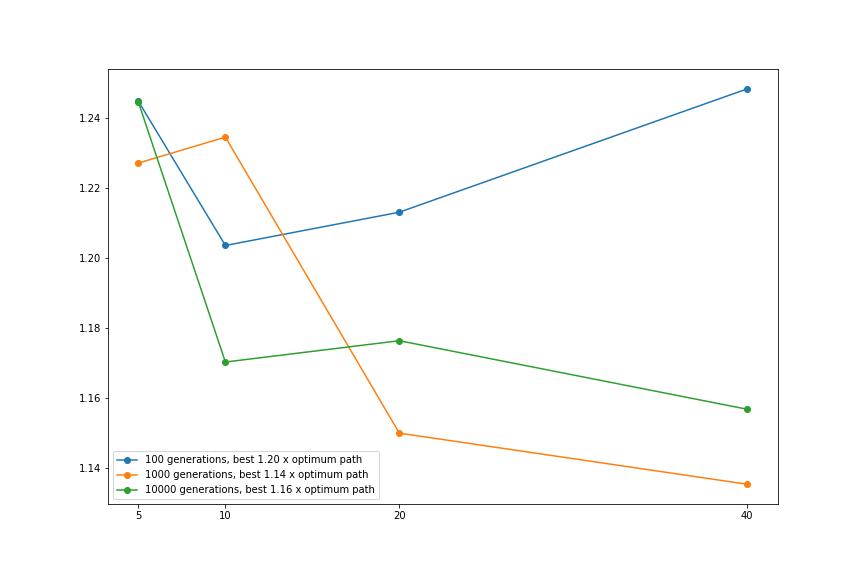 1.24
1.22
1.20
1.18
1.16
1.14
100 generations, best 1.20 x optimum path
1000 generations, best 1.14 x optimum path
10000 generations, best 1.16 x optimum path
5 10 20 40